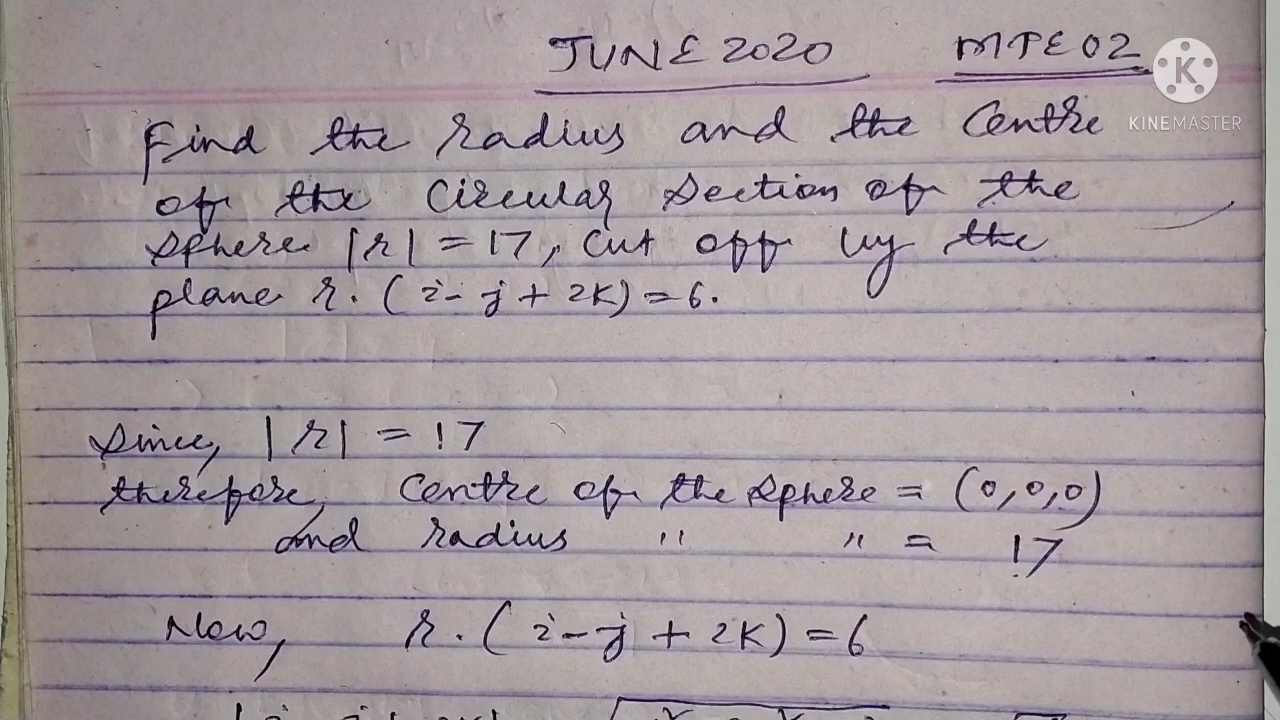 JUNE 2020 MTE 02
KINEMASTER
Find the radius and the Centre
of the Circular Section of the
sphere |r| = 17, cut off by the
plane r. (i - j + 2k) = 6.
Since, |r| = 17
therefore, Centre of the sphere = (0,0,0)
and radius " " = 17
Now, r. (i - j + 2k) = 6